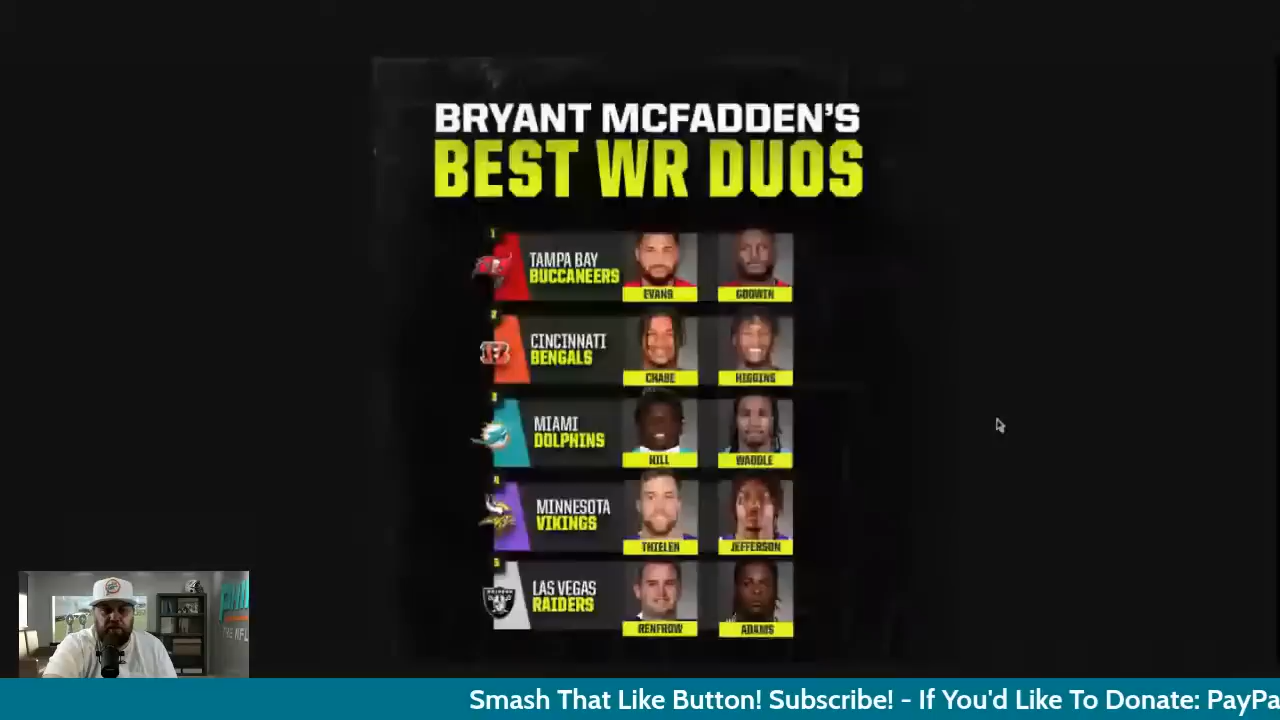 BRYANT MCFADDEN'S
BEST WR DUOS
1
TAMPA BAY
BUCCANEERS
EVANS
GODWIN
2
CINCINNATI
BENGALS
CHASE
HIGGINS
3
MIAMI
DOLPHINS
HILL
WADDLE
4
MINNESOTA
VIKINGS
THIELEN
JEFFERSON
5
LAS VEGAS
RAIDERS
RENFROW
ADAMS
THE NFL
Smash That Like Button! Subscribe! - If You'd Like To Donate: PayPa